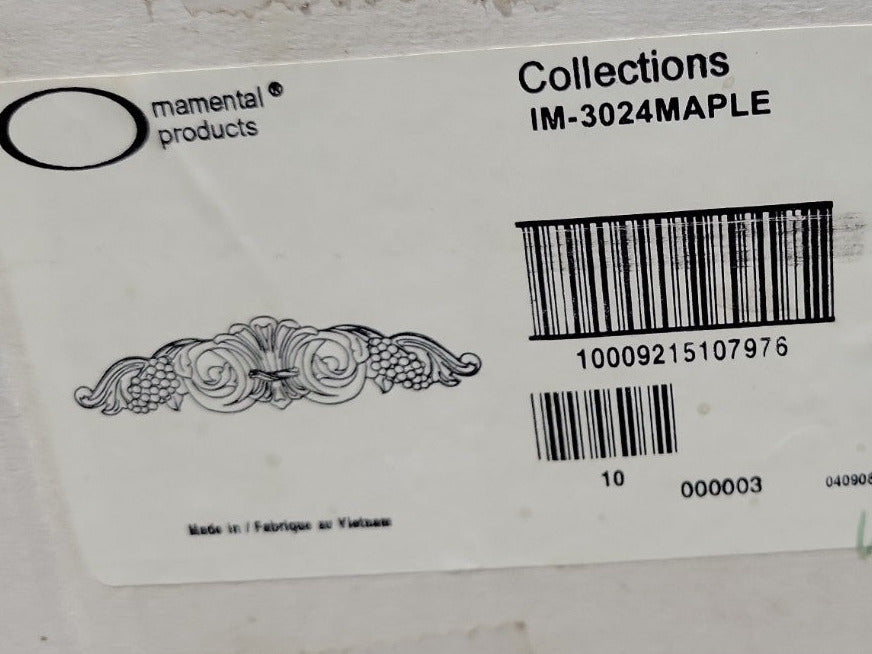 Ornamental®
products
Collections
IM-3024MAPLE
10009215107976
10
000003
040908
Made in / Fabrique au Vietnam